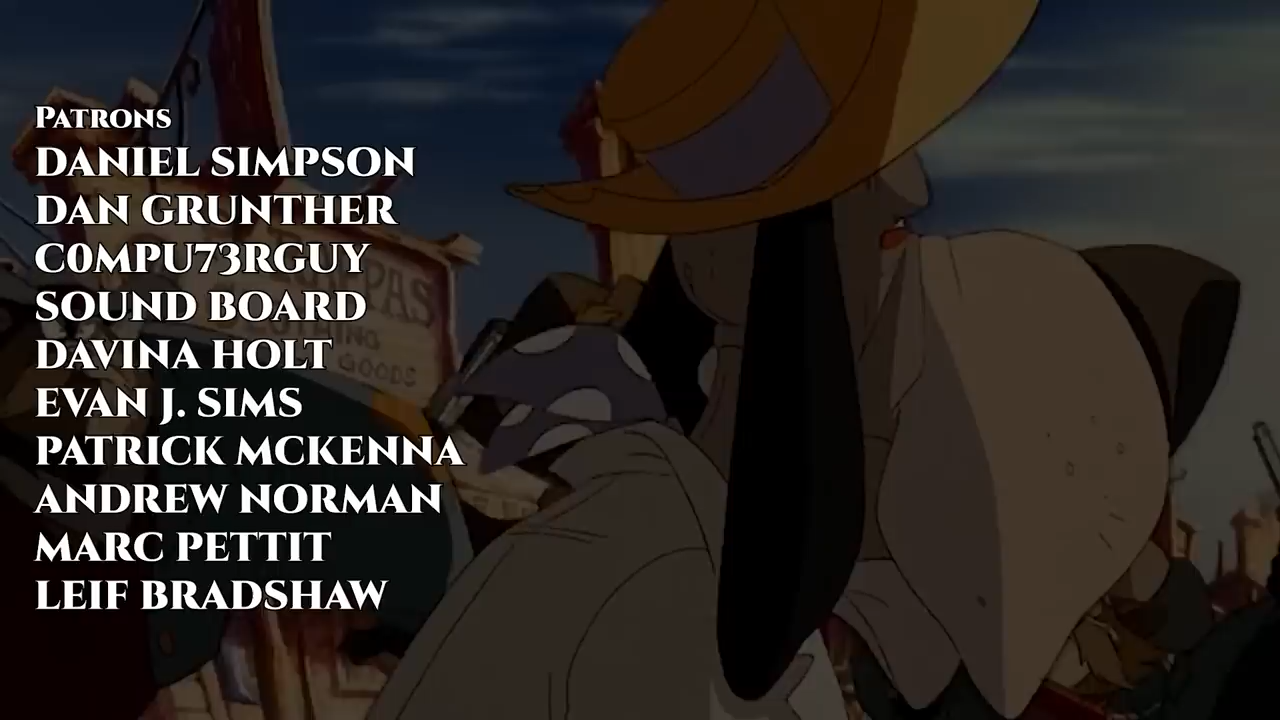 Patrons
DANIEL SIMPSON
DAN GRUNTHER
C0MPU73RGUY
SOUND BOARD
DAVINA HOLT
EVAN J. SIMS
PATRICK MCKENNA
ANDREW NORMAN
MARC PETTIT
LEIF BRADSHAW
GOODS